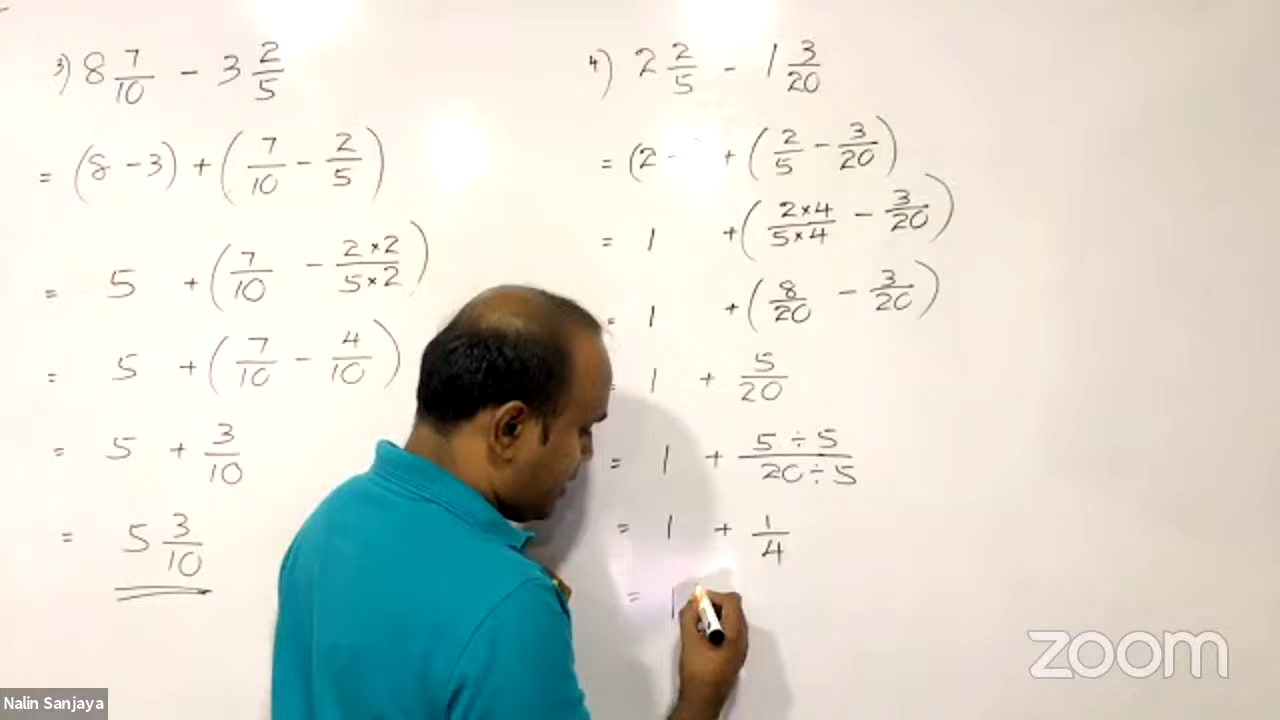 3) 8 7/10 - 3 2/5
= (8 - 3) + (7/10 - 2/5)
= 5 + (7/10 - 2×2/5×2)
= 5 + (7/10 - 4/10)
= 5 + 3/10
= 5 3/10
4) 2 2/5 - 1 3/20
= (2 - + (2/5 - 3/20)
= 1 + (2×4/5×4 - 3/20)
= 1 + (8/20 - 3/20)
= 1 + 5/20
= 1 + 5÷5/20÷5
= 1 + 1/4
= 1
zoom
Nalin Sanjaya